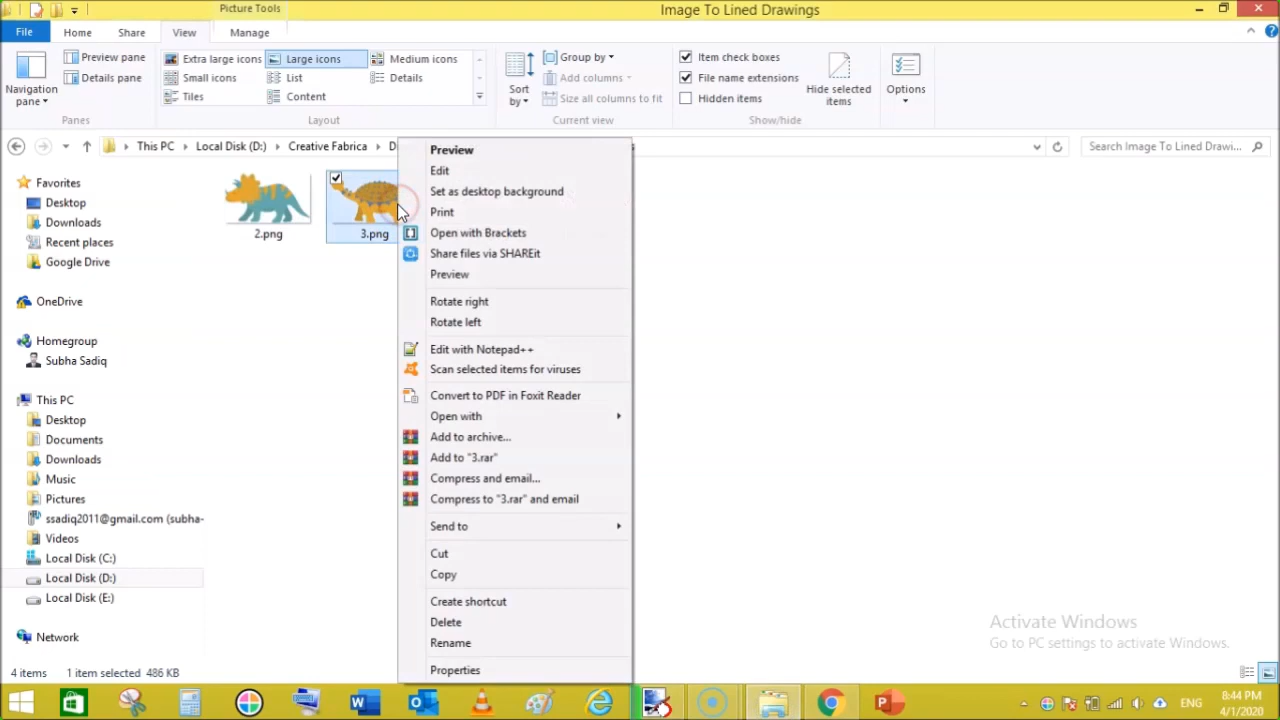 Picture Tools
Image To Lined Drawings
File
Home
Share
View
Manage
Navigation pane
Preview pane
Details pane
Panes
Extra large icons
Large icons
Medium icons
Small icons
List
Details
Tiles
Content
Layout
Sort by
Group by
Add columns
Size all columns to fit
Current view
Item check boxes
File name extensions
Hidden items
Hide selected items
Show/hide
Options
This PC
Local Disk (D:)
Creative Fabrica
Search Image To Lined Drawi...
Favorites
Desktop
Downloads
Recent places
Google Drive
OneDrive
Homegroup
Subha Sadiq
This PC
Desktop
Documents
Downloads
Music
Pictures
ssadiq2011@gmail.com (subha-
Videos
Local Disk (C:)
Local Disk (D:)
Local Disk (E:)
Network
2.png
3.png
Preview
Edit
Set as desktop background
Print
Open with Brackets
Share files via SHAREit
Preview
Rotate right
Rotate left
Edit with Notepad++
Scan selected items for viruses
Convert to PDF in Foxit Reader
Open with
Add to archive...
Add to "3.rar"
Compress and email...
Compress to "3.rar" and email
Send to
Cut
Copy
Create shortcut
Delete
Rename
Properties
Activate Windows
Go to PC settings to activate Windows.
4 items
1 item selected 486 KB
ENG
8:44 PM
4/1/2020